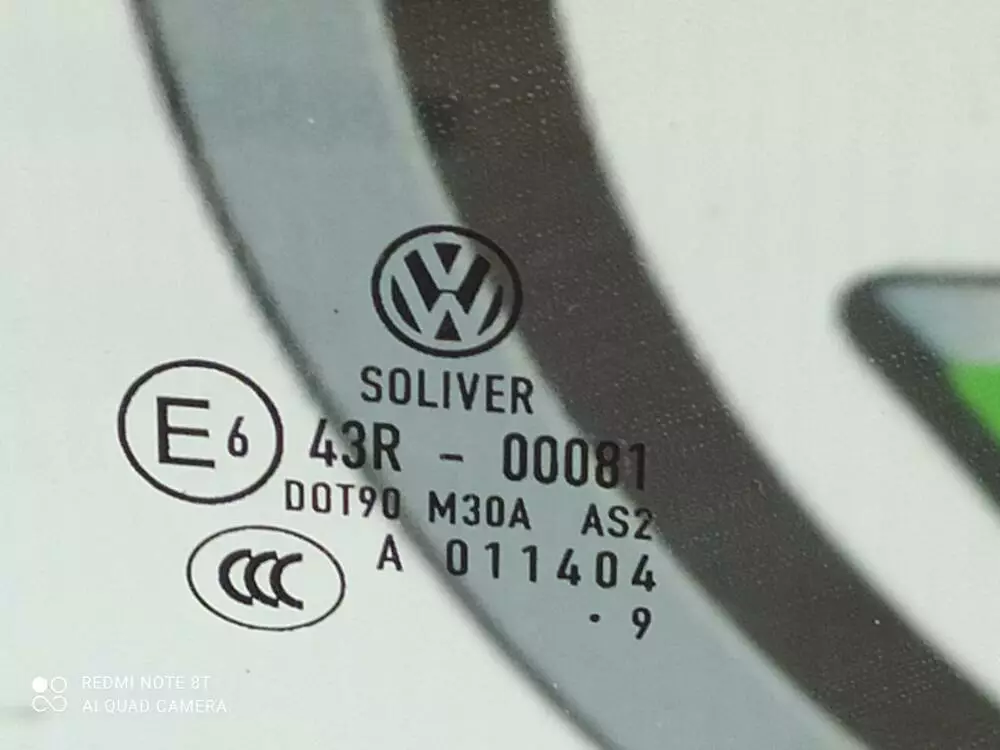 SOLIVER
E6 43R - 00081
DOT90 M30A AS2
CCC A 011404
. 9
REDMI NOTE 8T
AI QUAD CAMERA